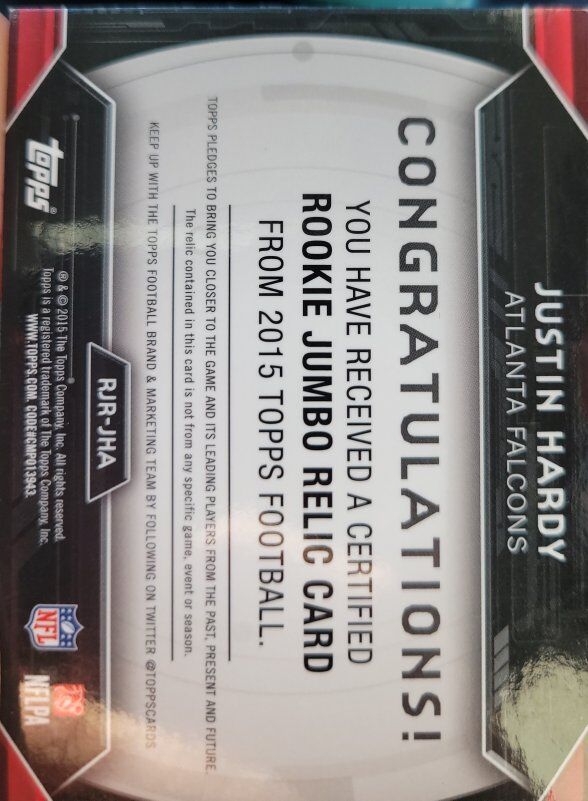 JUSTIN HARDY
ATLANTA FALCONS
CONGRATULATIONS!
YOU HAVE RECEIVED A CERTIFIED
ROOKIE JUMBO RELIC CARD
FROM 2015 TOPPS FOOTBALL.
TOPPS PLEDGES TO BRING YOU CLOSER TO THE GAME AND ITS LEADING PLAYERS FROM THE PAST, PRESENT AND FUTURE.
The relic contained in this card is not from any specific game, event or season.
KEEP UP WITH THE TOPPS FOOTBALL BRAND & MARKETING TEAM BY FOLLOWING ON TWITTER @TOPPSCARDS
RJR-JHA
topps®
® & © 2015 The Topps Company, Inc. All rights reserved.
Topps is a registered trademark of The Topps Company, Inc.
WWW.TOPPS.COM. CODE#CMP013943.
NFL
NFLPA